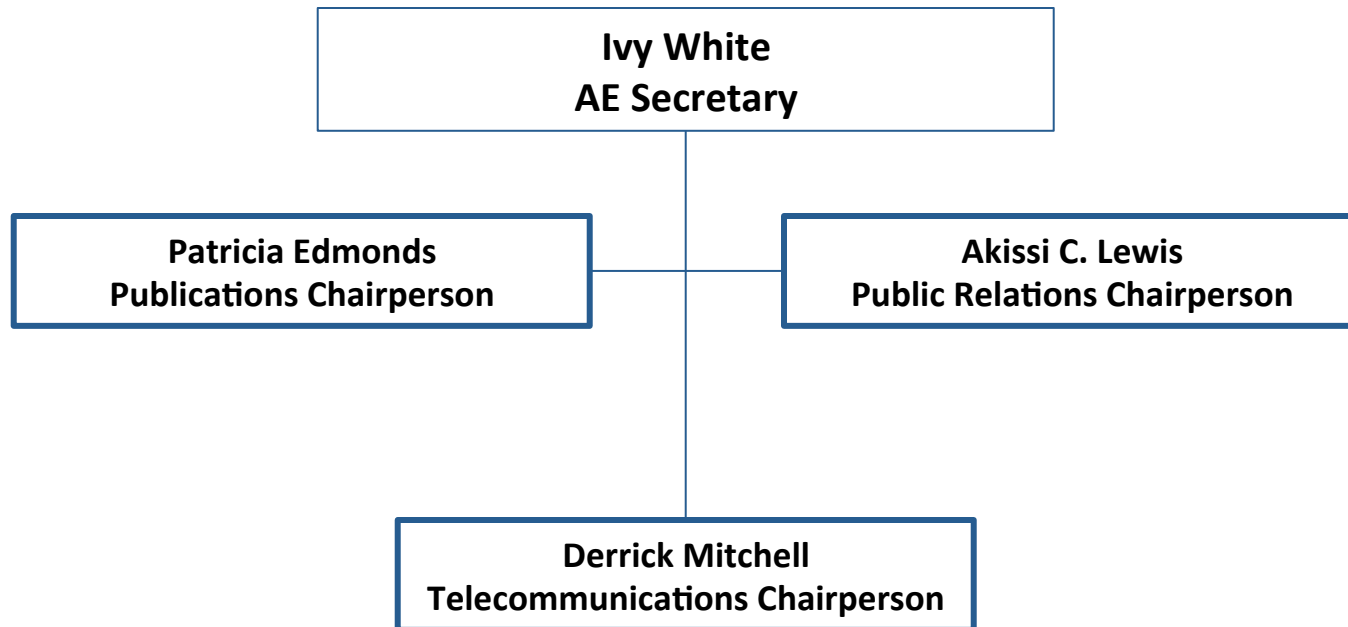 Ivy White
AE Secretary
Patricia Edmonds
Publications Chairperson
Akissi C. Lewis
Public Relations Chairperson
Derrick Mitchell
Telecommunications Chairperson